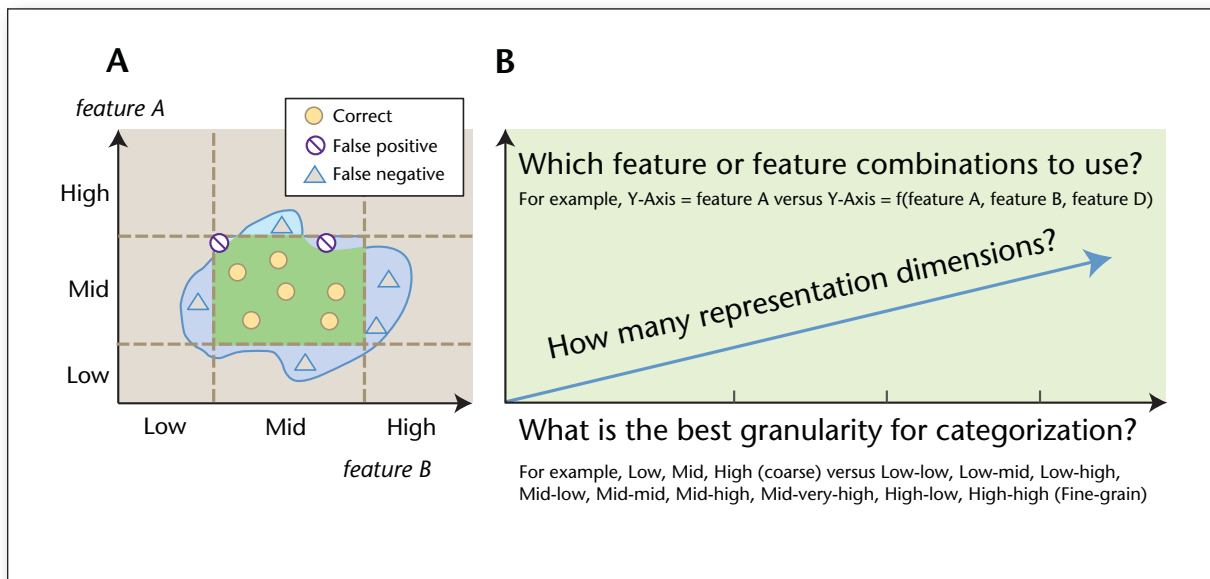 A
feature A
Correct
False positive
False negative
High
Mid
Low
Low Mid High
feature B
B
Which feature or feature combinations to use?
For example, Y-Axis = feature A versus Y-Axis = f(feature A, feature B, feature D)
How many representation dimensions?
What is the best granularity for categorization?
For example, Low, Mid, High (coarse) versus Low-low, Low-mid, Low-high,
Mid-low, Mid-mid, Mid-high, Mid-very-high, High-low, High-high (Fine-grain)